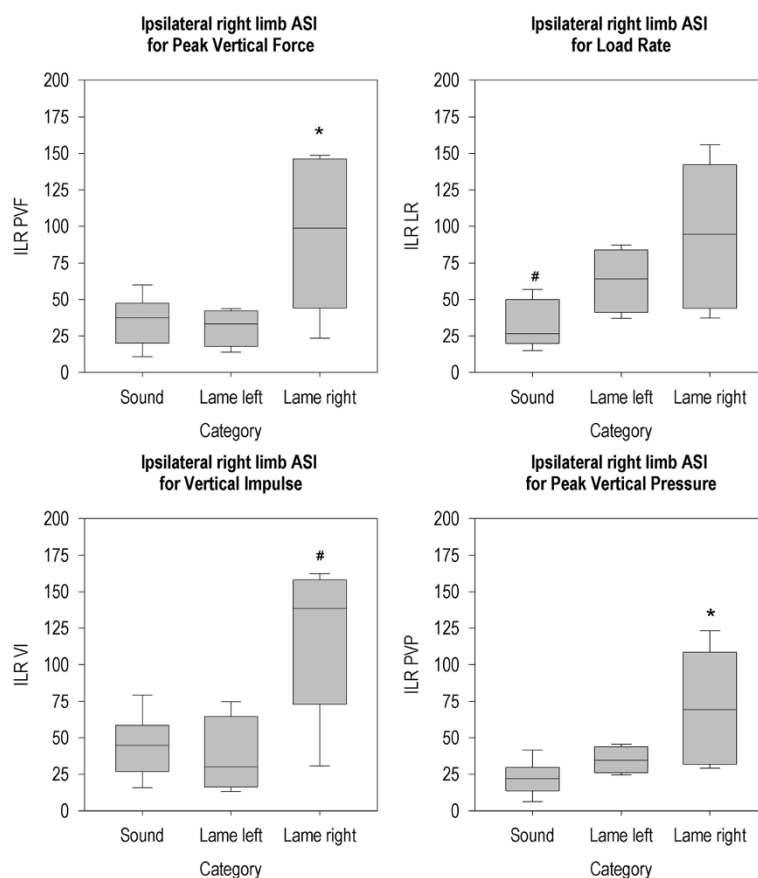 Ipsilateral right limb ASI
for Peak Vertical Force
200
175
150
125
100
75
50
25
0
ILR PVF
*
Sound Lame left Lame right
Category
Ipsilateral right limb ASI
for Load Rate
200
175
150
125
100
75
50
25
0
ILR LR
#
Sound Lame left Lame right
Category
Ipsilateral right limb ASI
for Vertical Impulse
200
175
150
125
100
75
50
25
0
ILR VI
#
Sound Lame left Lame right
Category
Ipsilateral right limb ASI
for Peak Vertical Pressure
200
175
150
125
100
75
50
25
0
ILR PVP
*
Sound Lame left Lame right
Category